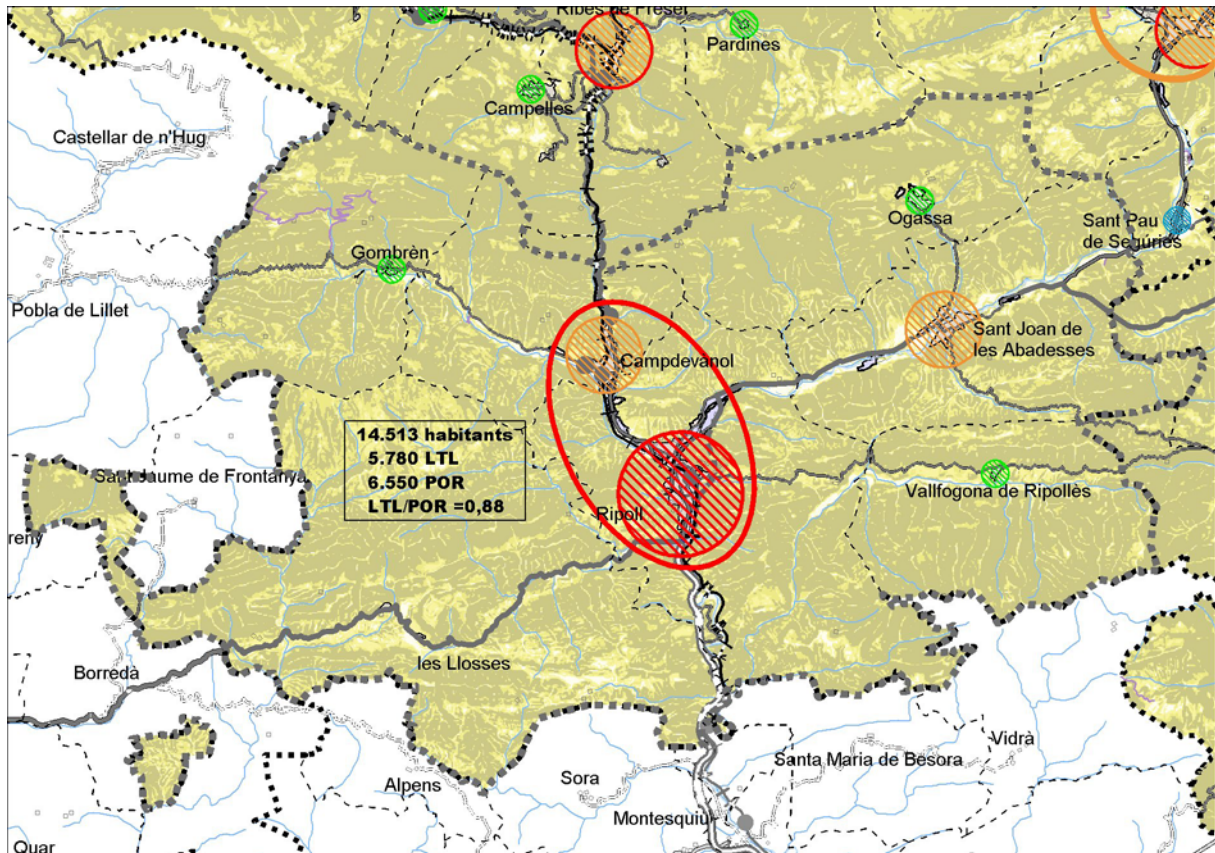 Ribes de Freser
Pardines
Campelles
Castellar de n'Hug
Ogassa
Sant Pau
de Segúries
Gombrèn
Pobla de Lillet
Sant Joan de
les Abadesses
Campdevànol
14.513 habitants
5.780 LTL
6.550 POR
LTL/POR =0,88
Sant Jaume de Frontanyà
Vallfogona de Ripollès
Ripoll
reny
les Llosses
Borredà
Vidrà
Santa Maria de Besora
Sora
Alpens
Montesquiu
Quar